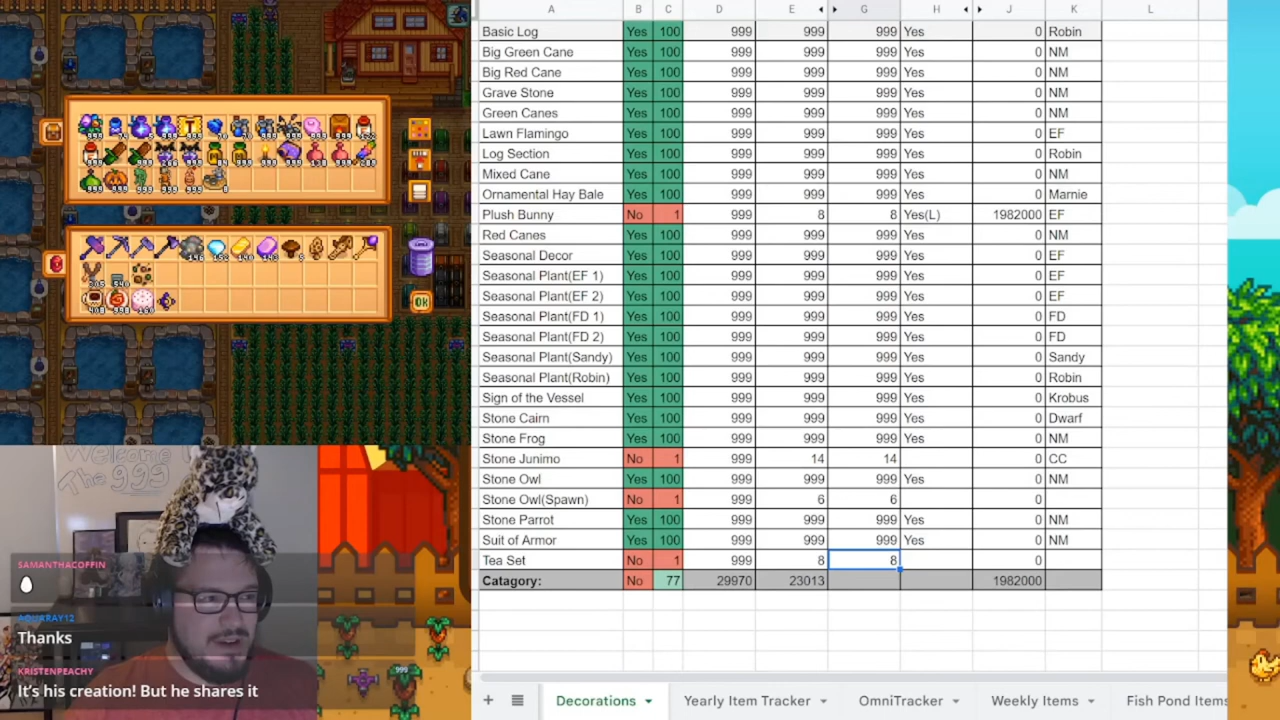 A B C D E G H J K L
Basic Log Yes 100 999 999 999 Yes 0 Robin
Big Green Cane Yes 100 999 999 999 Yes 0 NM
Big Red Cane Yes 100 999 999 999 Yes 0 NM
Grave Stone Yes 100 999 999 999 Yes 0 NM
Green Canes Yes 100 999 999 999 Yes 0 NM
Lawn Flamingo Yes 100 999 999 999 Yes 0 EF
Log Section Yes 100 999 999 999 Yes 0 Robin
Mixed Cane Yes 100 999 999 999 Yes 0 NM
Ornamental Hay Bale Yes 100 999 999 999 Yes 0 Marnie
Plush Bunny No 1 999 8 8 Yes(L) 1982000 EF
Red Canes Yes 100 999 999 999 Yes 0 NM
Seasonal Decor Yes 100 999 999 999 Yes 0 EF
Seasonal Plant(EF 1) Yes 100 999 999 999 Yes 0 EF
Seasonal Plant(EF 2) Yes 100 999 999 999 Yes 0 EF
Seasonal Plant(FD 1) Yes 100 999 999 999 Yes 0 FD
Seasonal Plant(FD 2) Yes 100 999 999 999 Yes 0 FD
Seasonal Plant(Sandy) Yes 100 999 999 999 Yes 0 Sandy
Seasonal Plant(Robin) Yes 100 999 999 999 Yes 0 Robin
Sign of the Vessel Yes 100 999 999 999 Yes 0 Krobus
Stone Cairn Yes 100 999 999 999 Yes 0 Dwarf
Stone Frog Yes 100 999 999 999 Yes 0 NM
Stone Junimo No 1 999 14 14 0 CC
Stone Owl Yes 100 999 999 999 Yes 0 NM
Stone Owl(Spawn) No 1 999 6 6 0
Stone Parrot Yes 100 999 999 999 Yes 0 NM
Suit of Armor Yes 100 999 999 999 Yes 0 NM
Tea Set No 1 999 8 8 0
Catagory: No 77 29970 23013 1982000
Decorations Yearly Item Tracker OmniTracker Weekly Items Fish Pond Items
OK
Welcome
The 999
SAMANTHACOFFIN
Thanks
KRISTENPEACHY
It's his creation! But he shares it
999